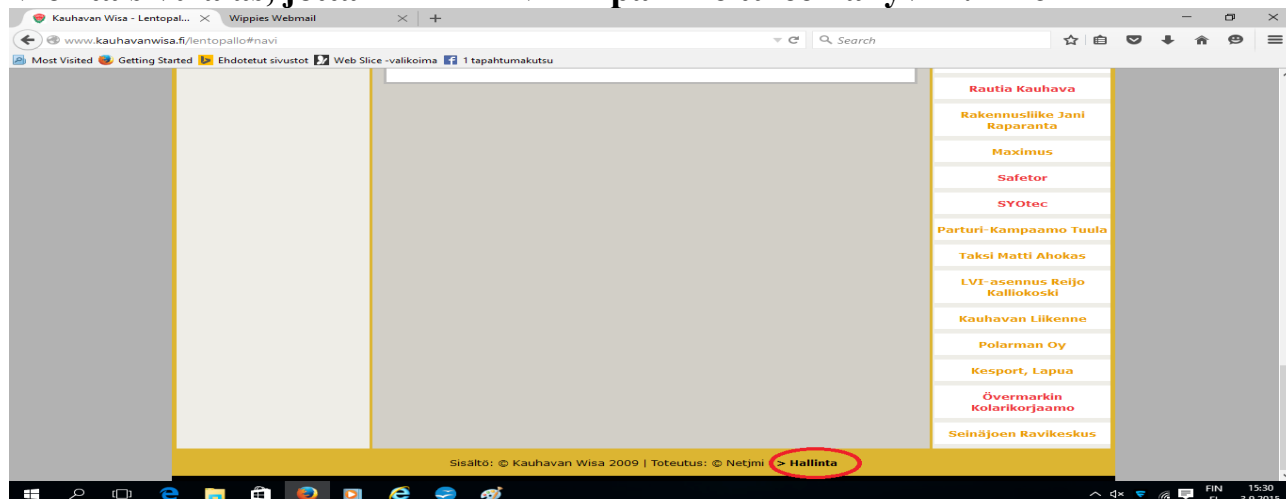 Kauhavan Wisa - Lentopal...
Wippies Webmail
www.kauhavanwisa.fi/lentopallo#navi
Search
Most Visited Getting Started Ehdotetut sivustot Web Slice -valikoima 1 tapahtumakutsu
Rautia Kauhava
Rakennusliike Jani
Raparanta
Maximus
Safetor
SYOtec
Parturi-Kampaamo Tuula
Taksi Matti Ahokas
LVI-asennus Reijo
Kalliokoski
Kauhavan Liikenne
Polarman Oy
Kesport, Lapua
Övermarkin
Kolarikorjaamo
Seinäjoen Ravikeskus
Sisältö: © Kauhavan Wisa 2009 | Toteutus: © Netjmi > Hallinta
FIN 15:30